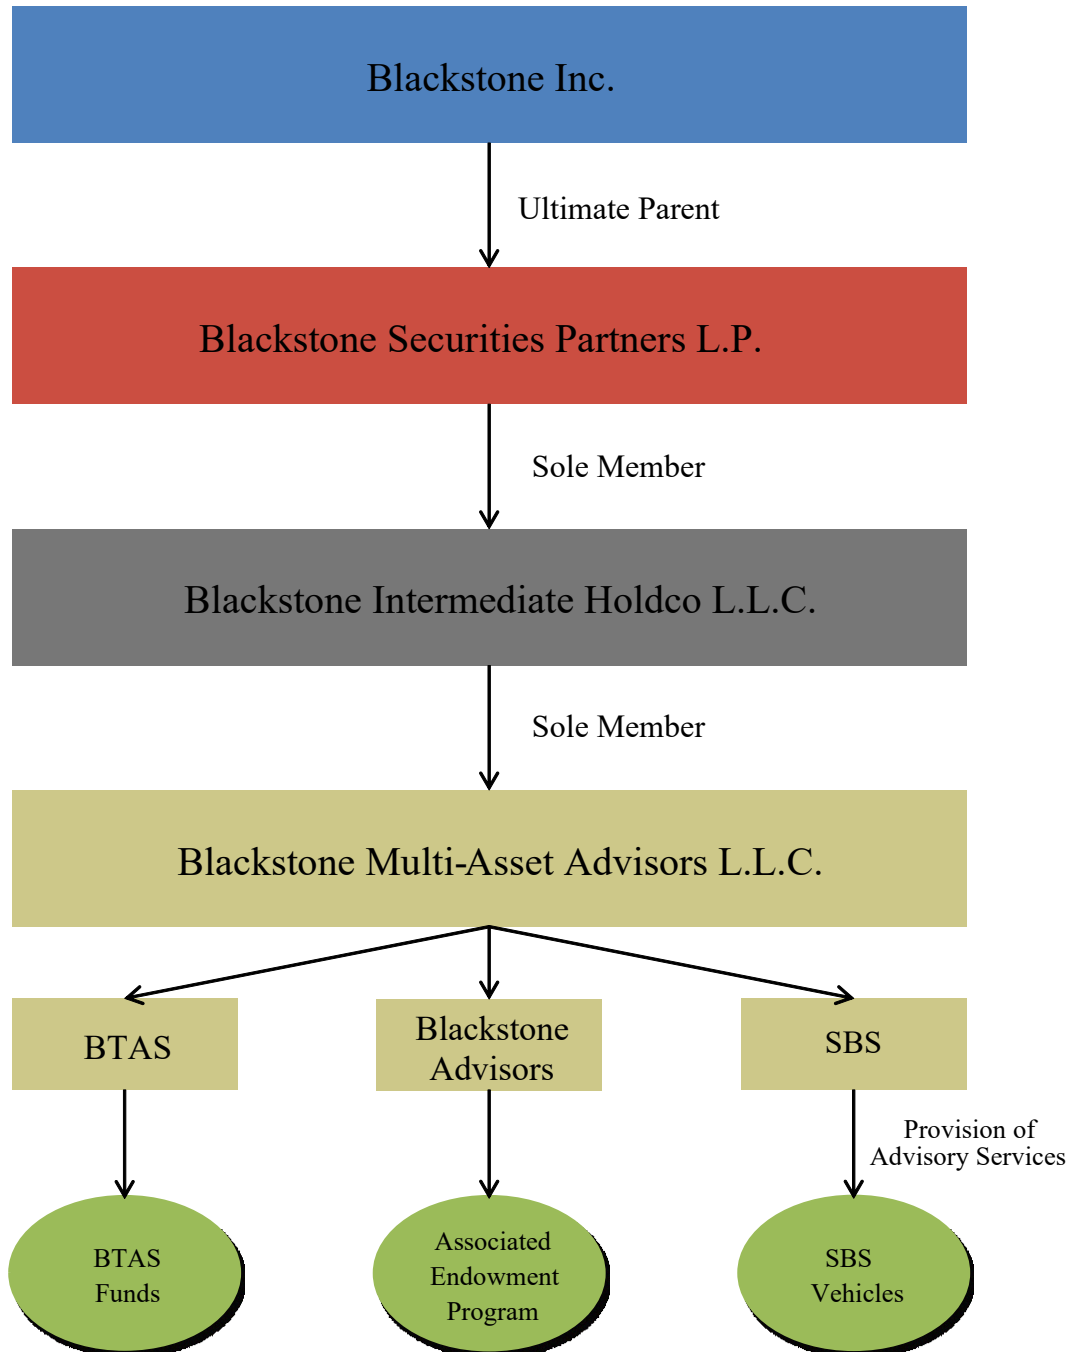 Blackstone Inc.
Ultimate Parent
Blackstone Securities Partners L.P.
Sole Member
Blackstone Intermediate Holdco L.L.C.
Sole Member
Blackstone Multi-Asset Advisors L.L.C.
BTAS
Blackstone
Advisors
SBS
Provision of
Advisory Services
BTAS
Funds
Associated
Endowment
Program
SBS
Vehicles